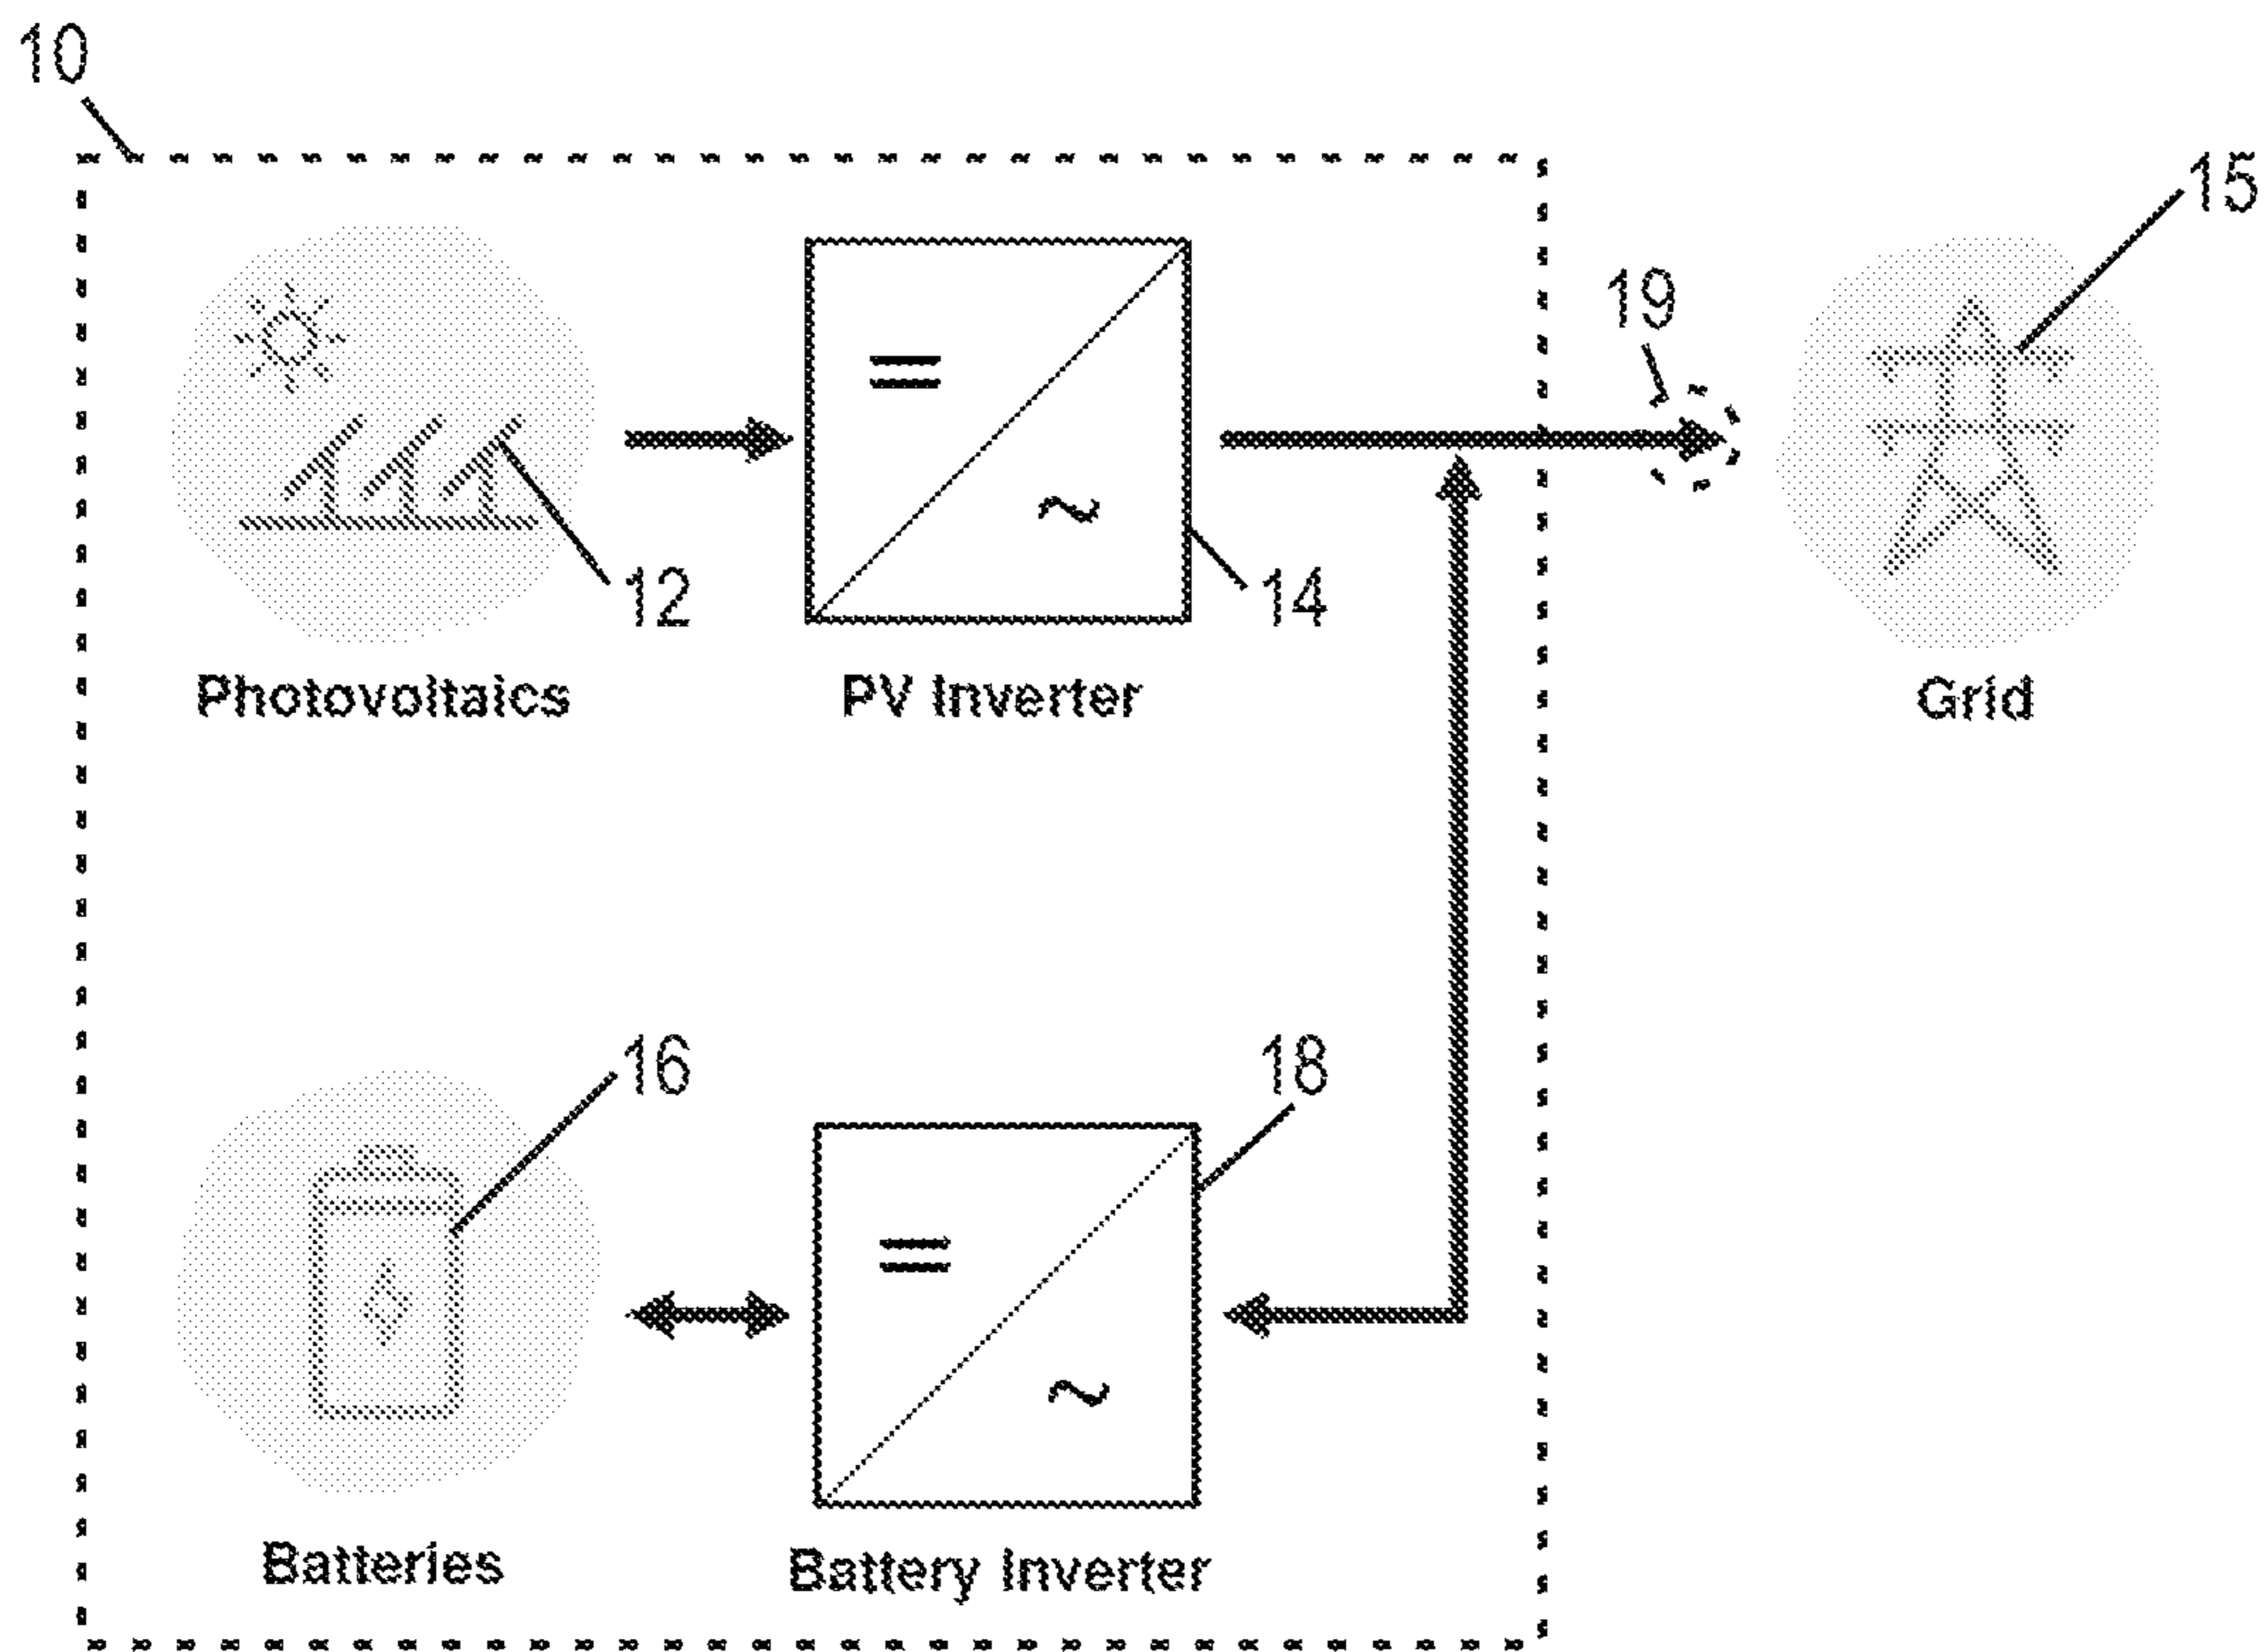 10
15
19
12
14
Photovoltaics
PV Inverter
Grid
16
18
Batteries
Battery Inverter